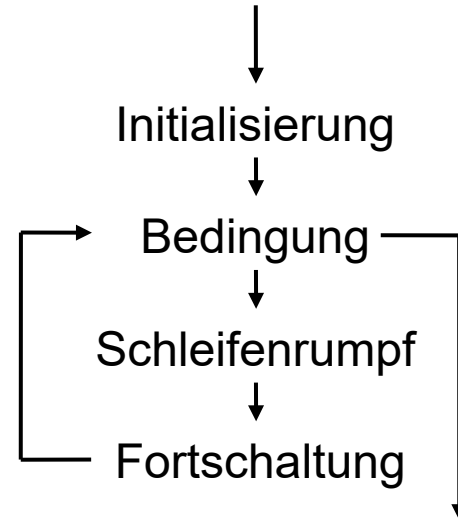 Initialisierung
Bedingung
Schleifenrumpf
Fortschaltung